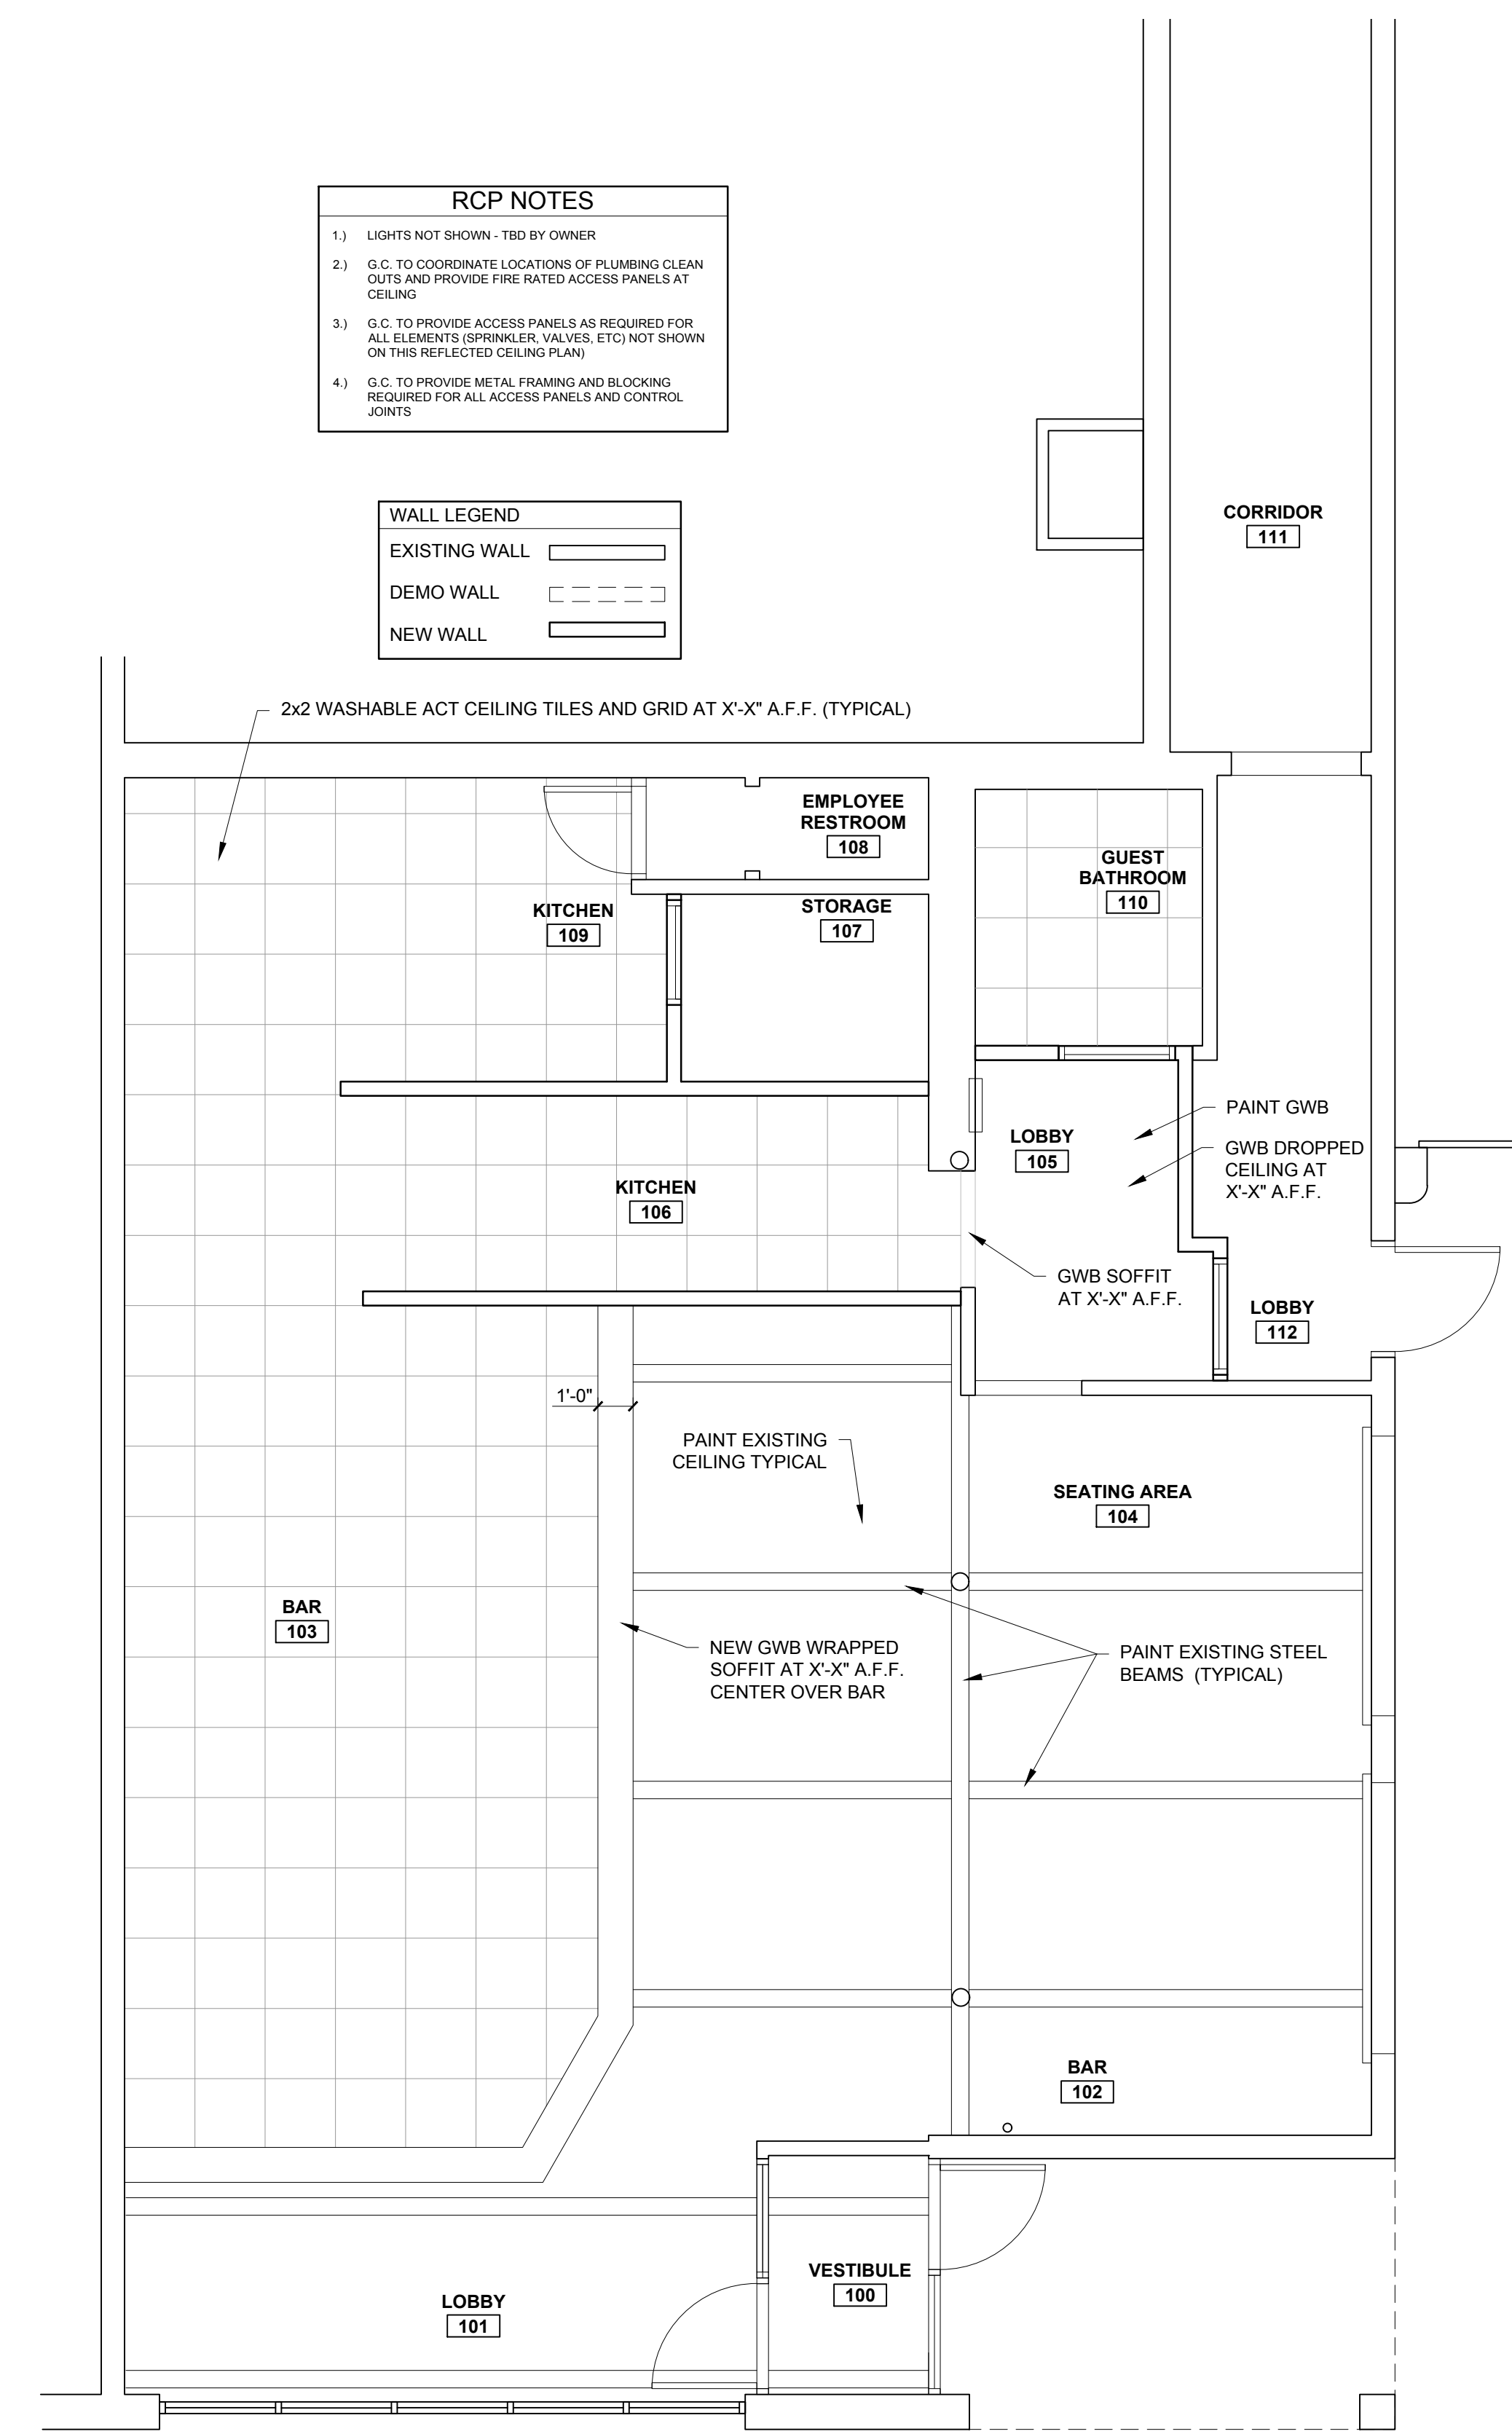 RCP NOTES
1.) LIGHTS NOT SHOWN - TBD BY OWNER
2.) G.C. TO COORDINATE LOCATIONS OF PLUMBING CLEAN
OUTS AND PROVIDE FIRE RATED ACCESS PANELS AT
CEILING
3.) G.C. TO PROVIDE ACCESS PANELS AS REQUIRED FOR
ALL ELEMENTS (SPRINKLER, VALVES, ETC) NOT SHOWN
ON THIS REFLECTED CEILING PLAN)
4.) G.C. TO PROVIDE METAL FRAMING AND BLOCKING
REQUIRED FOR ALL ACCESS PANELS AND CONTROL
JOINTS
WALL LEGEND
EXISTING WALL
DEMO WALL
NEW WALL
CORRIDOR
111
2x2 WASHABLE ACT CEILING TILES AND GRID AT X'-X" A.F.F. (TYPICAL)
EMPLOYEE
RESTROOM
108
GUEST
BATHROOM
110
KITCHEN
109
STORAGE
107
PAINT GWB
LOBBY
105
GWB DROPPED
CEILING AT
X'-X" A.F.F.
KITCHEN
106
GWB SOFFIT
AT X'-X" A.F.F.
LOBBY
112
1'-0"
PAINT EXISTING
CEILING TYPICAL
SEATING AREA
104
BAR
103
NEW GWB WRAPPED
SOFFIT AT X'-X" A.F.F.
CENTER OVER BAR
PAINT EXISTING STEEL
BEAMS (TYPICAL)
BAR
102
VESTIBULE
100
LOBBY
101